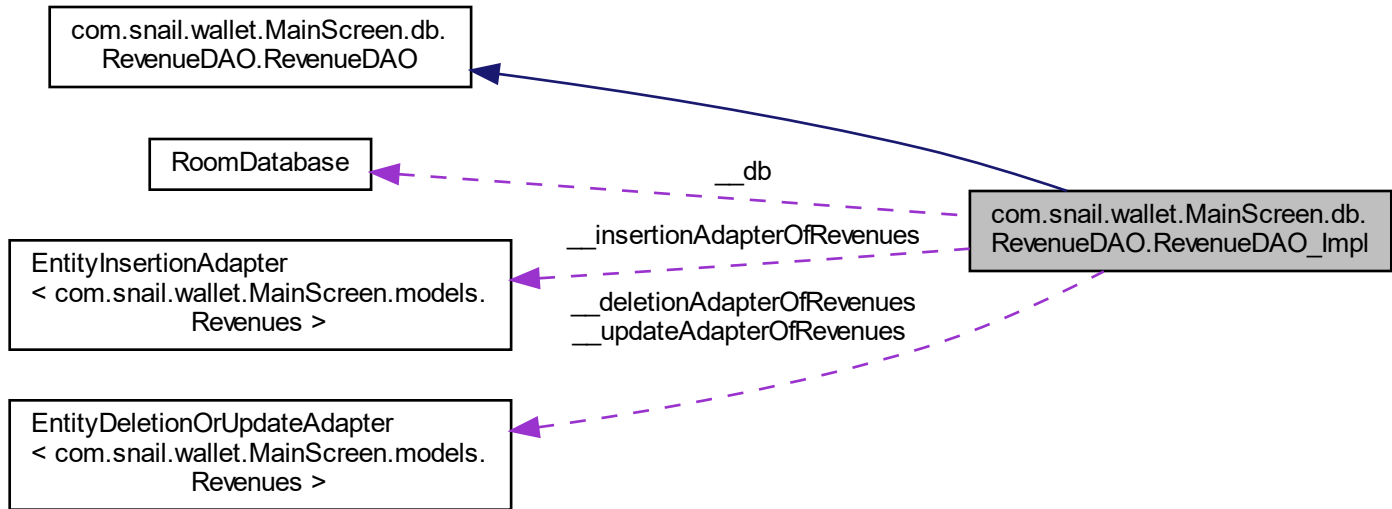 com.snail.wallet.MainScreen.db.
RevenueDAO.RevenueDAO
RoomDatabase
__db
com.snail.wallet.MainScreen.db.
RevenueDAO.RevenueDAO_Impl
__insertionAdapterOfRevenues
EntityInsertionAdapter
< com.snail.wallet.MainScreen.models.
Revenues >
__deletionAdapterOfRevenues
__updateAdapterOfRevenues
EntityDeletionOrUpdateAdapter
< com.snail.wallet.MainScreen.models.
Revenues >